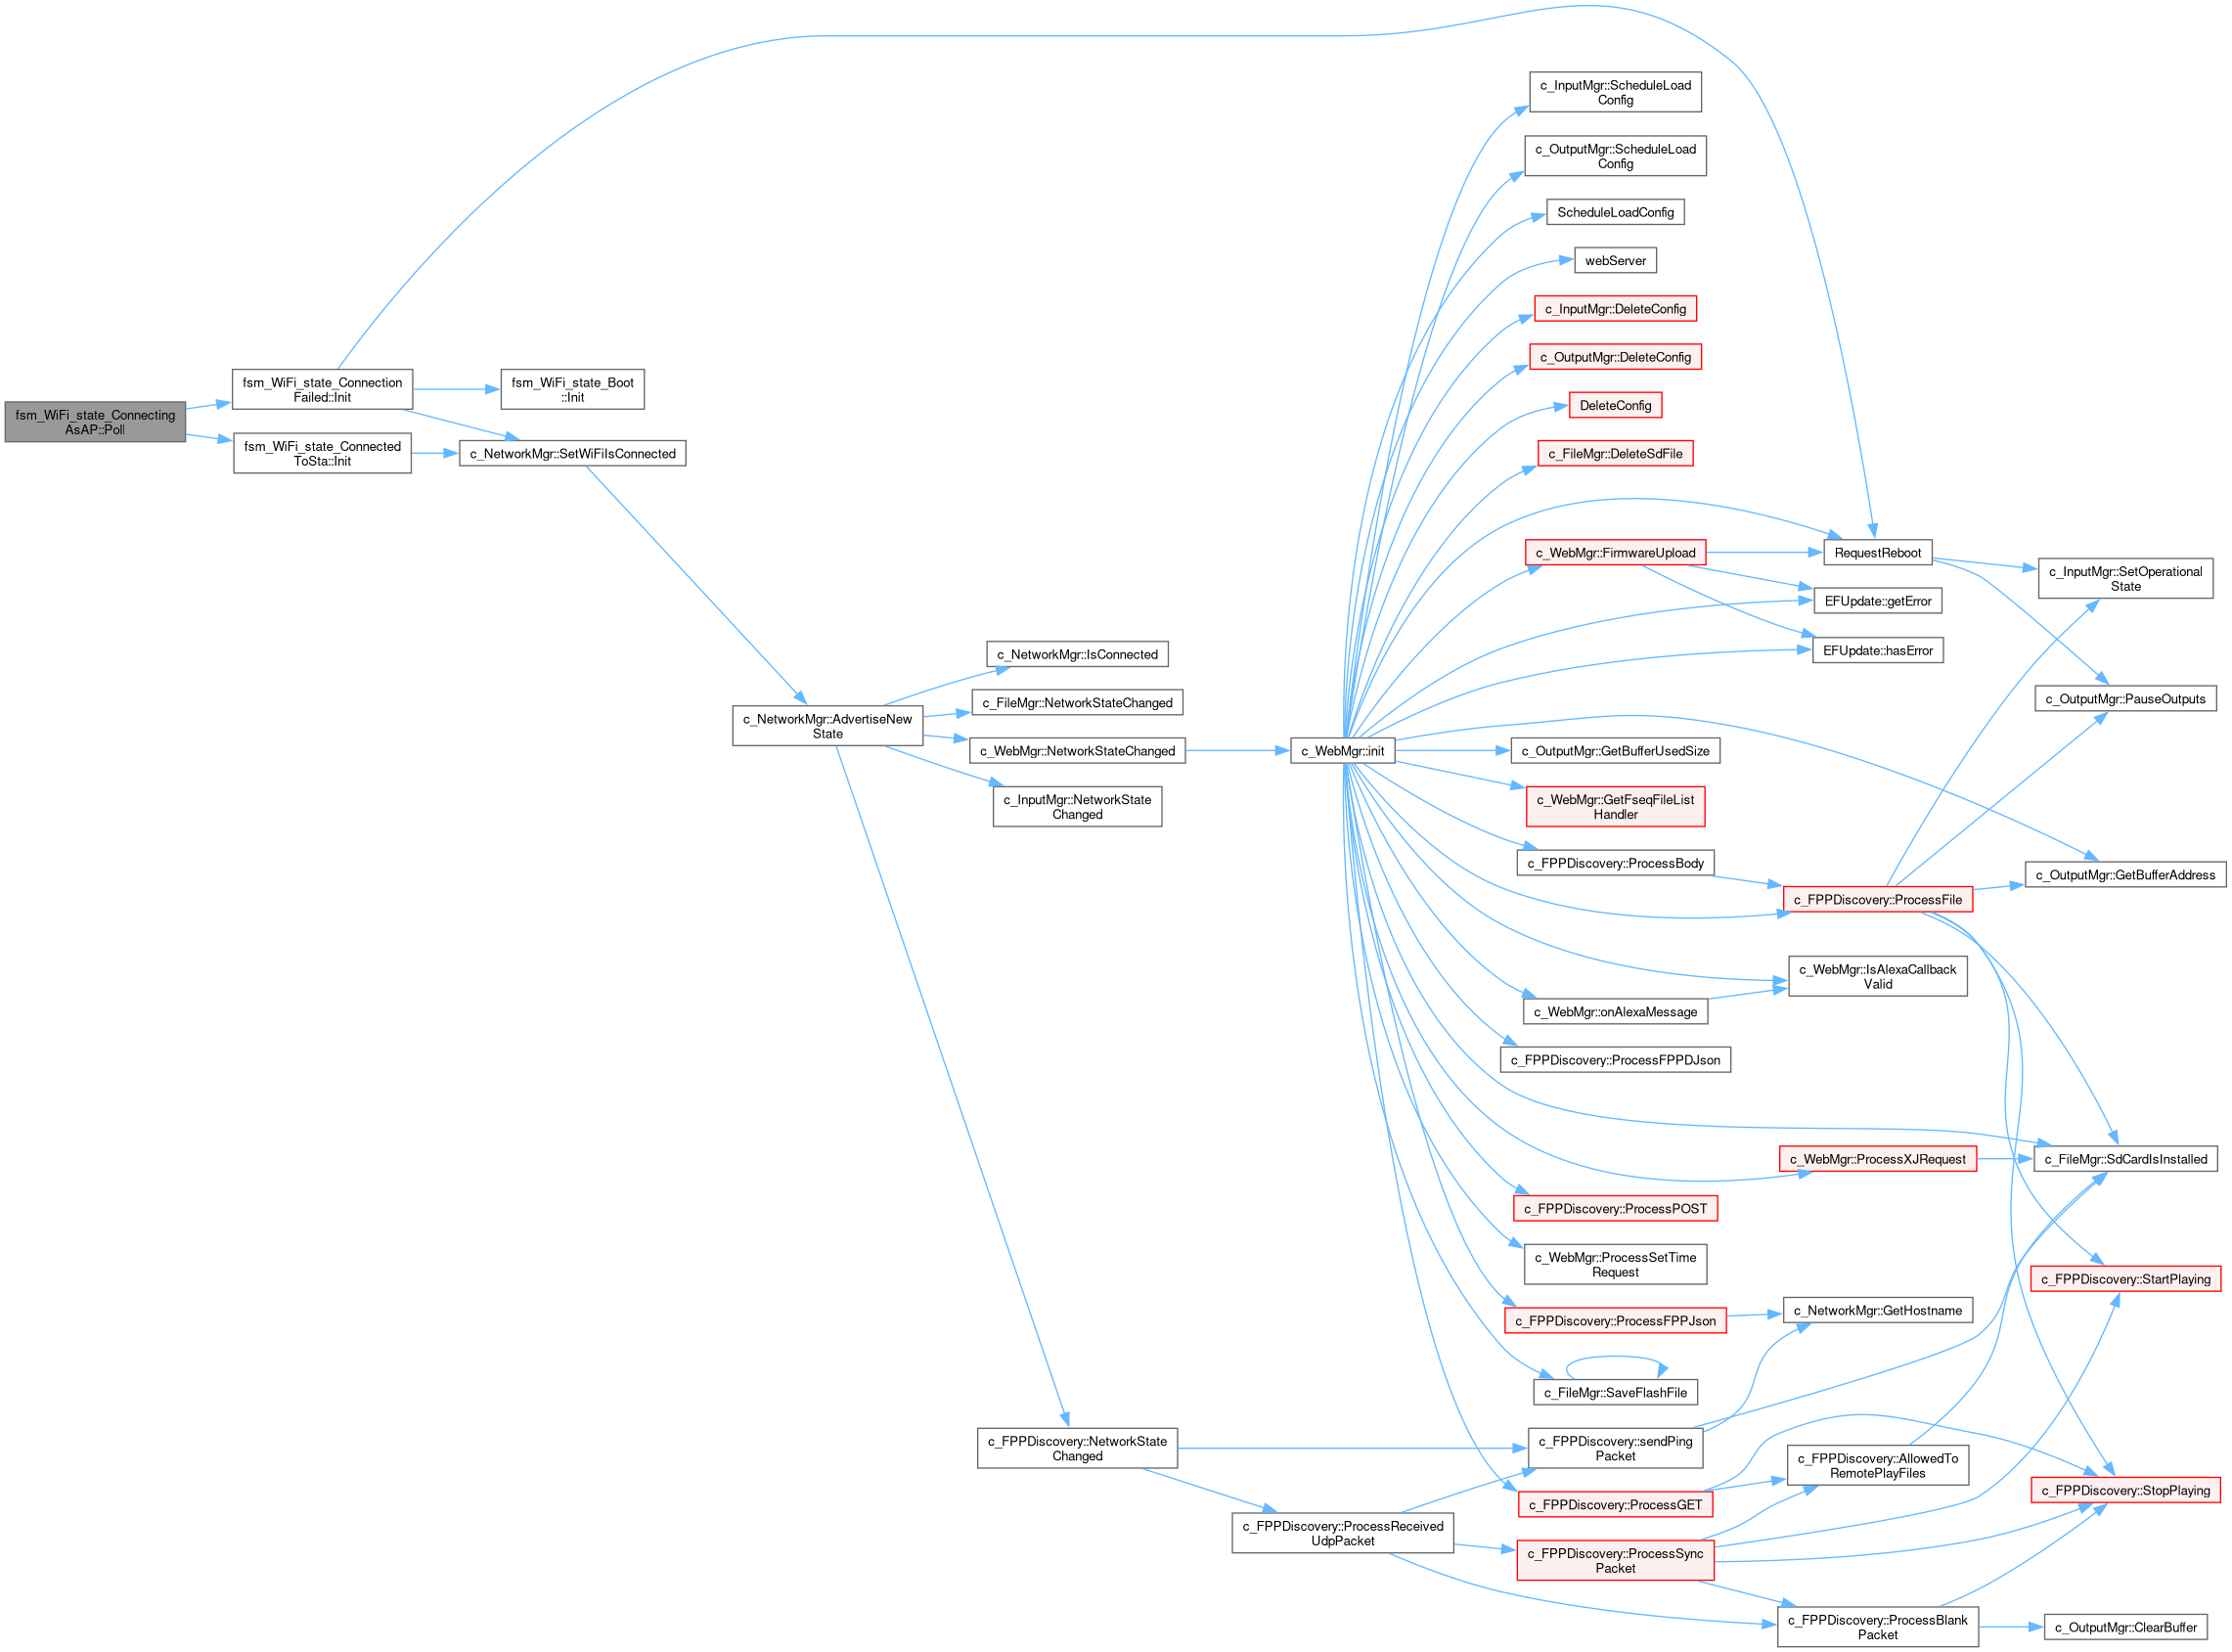 fsm_WiFi_state_Connecting
AsAP::Poll
fsm_WiFi_state_Connection
Failed::Init
fsm_WiFi_state_Connected
ToSta::Init
fsm_WiFi_state_Boot
::Init
c_NetworkMgr::SetWiFiIsConnected
c_NetworkMgr::AdvertiseNew
State
c_NetworkMgr::IsConnected
c_FileMgr::NetworkStateChanged
c_WebMgr::NetworkStateChanged
c_InputMgr::NetworkState
Changed
c_FPPDiscovery::NetworkState
Changed
c_WebMgr::init
c_FPPDiscovery::ProcessReceived
UdpPacket
c_InputMgr::ScheduleLoad
Config
c_OutputMgr::ScheduleLoad
Config
ScheduleLoadConfig
webServer
c_InputMgr::DeleteConfig
c_OutputMgr::DeleteConfig
DeleteConfig
c_FileMgr::DeleteSdFile
c_WebMgr::FirmwareUpload
c_OutputMgr::GetBufferUsedSize
c_WebMgr::GetFseqFileList
Handler
c_FPPDiscovery::ProcessBody
c_WebMgr::onAlexaMessage
c_FPPDiscovery::ProcessFPPDJson
c_FPPDiscovery::ProcessPOST
c_WebMgr::ProcessSetTime
Request
c_FPPDiscovery::ProcessFPPJson
c_FileMgr::SaveFlashFile
c_FPPDiscovery::sendPing
Packet
c_FPPDiscovery::ProcessGET
c_FPPDiscovery::ProcessSync
Packet
RequestReboot
EFUpdate::getError
EFUpdate::hasError
c_FPPDiscovery::ProcessFile
c_WebMgr::IsAlexaCallback
Valid
c_WebMgr::ProcessXJRequest
c_NetworkMgr::GetHostname
c_FPPDiscovery::AllowedTo
RemotePlayFiles
c_FPPDiscovery::ProcessBlank
Packet
c_InputMgr::SetOperational
State
c_OutputMgr::PauseOutputs
c_OutputMgr::GetBufferAddress
c_FileMgr::SdCardIsInstalled
c_FPPDiscovery::StartPlaying
c_FPPDiscovery::StopPlaying
c_OutputMgr::ClearBuffer